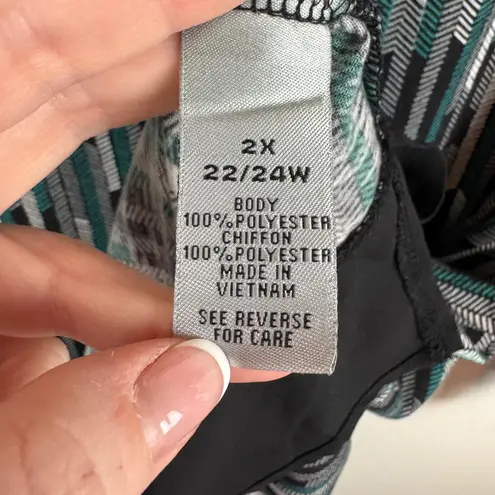 2X
22/24W
BODY
100%POLYESTER
CHIFFON
100%POLYESTER
MADE IN
VIETNAM
SEE REVERSE
FOR CARE